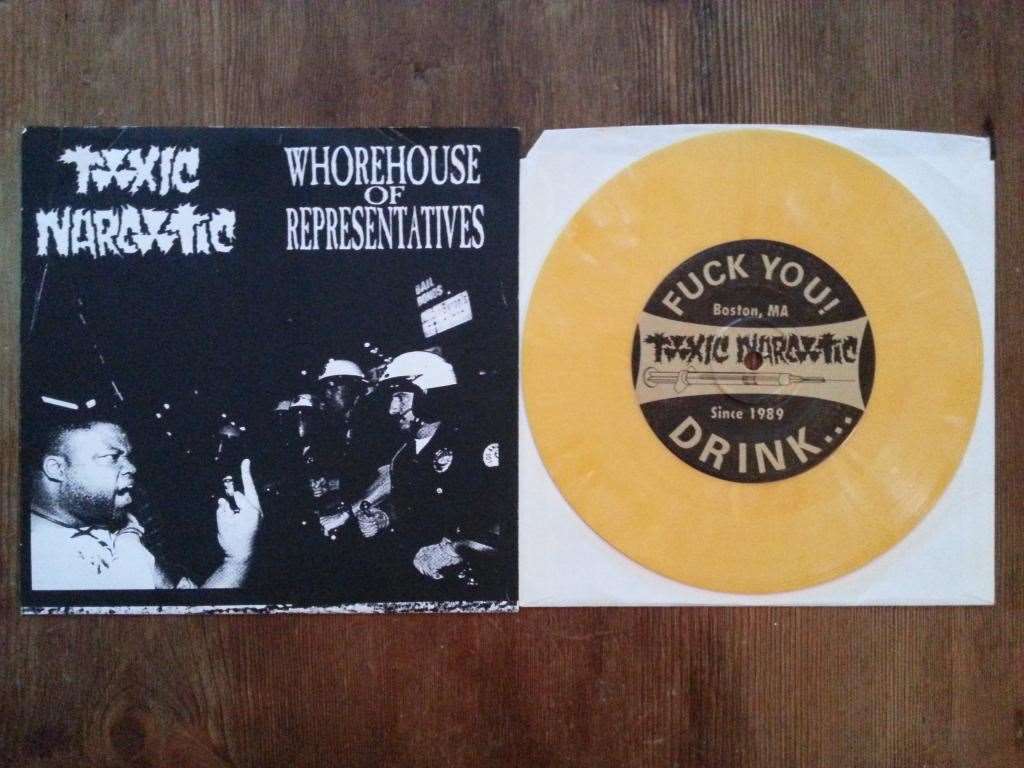 TOXIC
NARCOTIC
WHOREHOUSE
OF
REPRESENTATIVES
BAIL
BONDS
FUCK YOU!
Boston, MA
TOXIC NARCOTIC
Since 1989
DRINK...